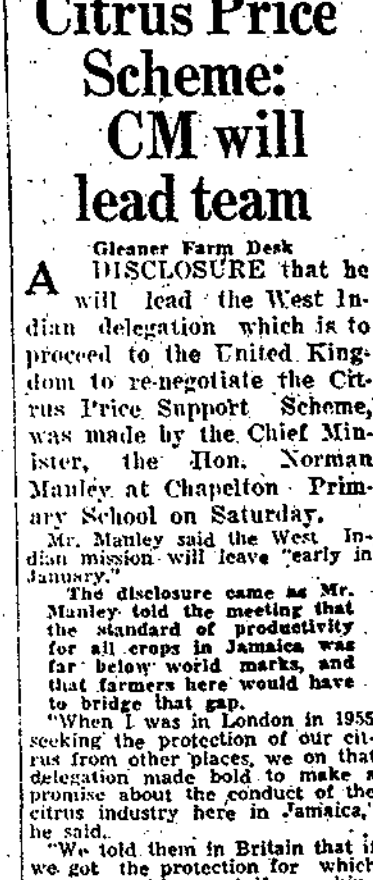 Citrus Price
Scheme:
CM will
lead team
Gleaner Farm Desk
A DISCLOSURE that he
will lead the West In-
dian delegation which is to
proceed to the United King-
dom to re-negotiate the Cit-
rus Price Support Scheme,
was made by the Chief Min-
ister, the Hon. Norman
Manley at Chapelton Prim-
ary School on Saturday.
Mr. Manley said the West In-
dian mission will leave "early in
January."
The disclosure came as Mr.
Manley told the meeting that
the standard of productivity
for all crops in Jamaica was
far below world marks, and
that farmers here would have
to bridge that gap.
"When I was in London in 1955
seeking the protection of our cit-
rus from other places, we on that
delegation made bold to make a
promise about the conduct of the
citrus industry here in Jamaica,"
he said.
"We told them in Britain that if
we got the protection for which